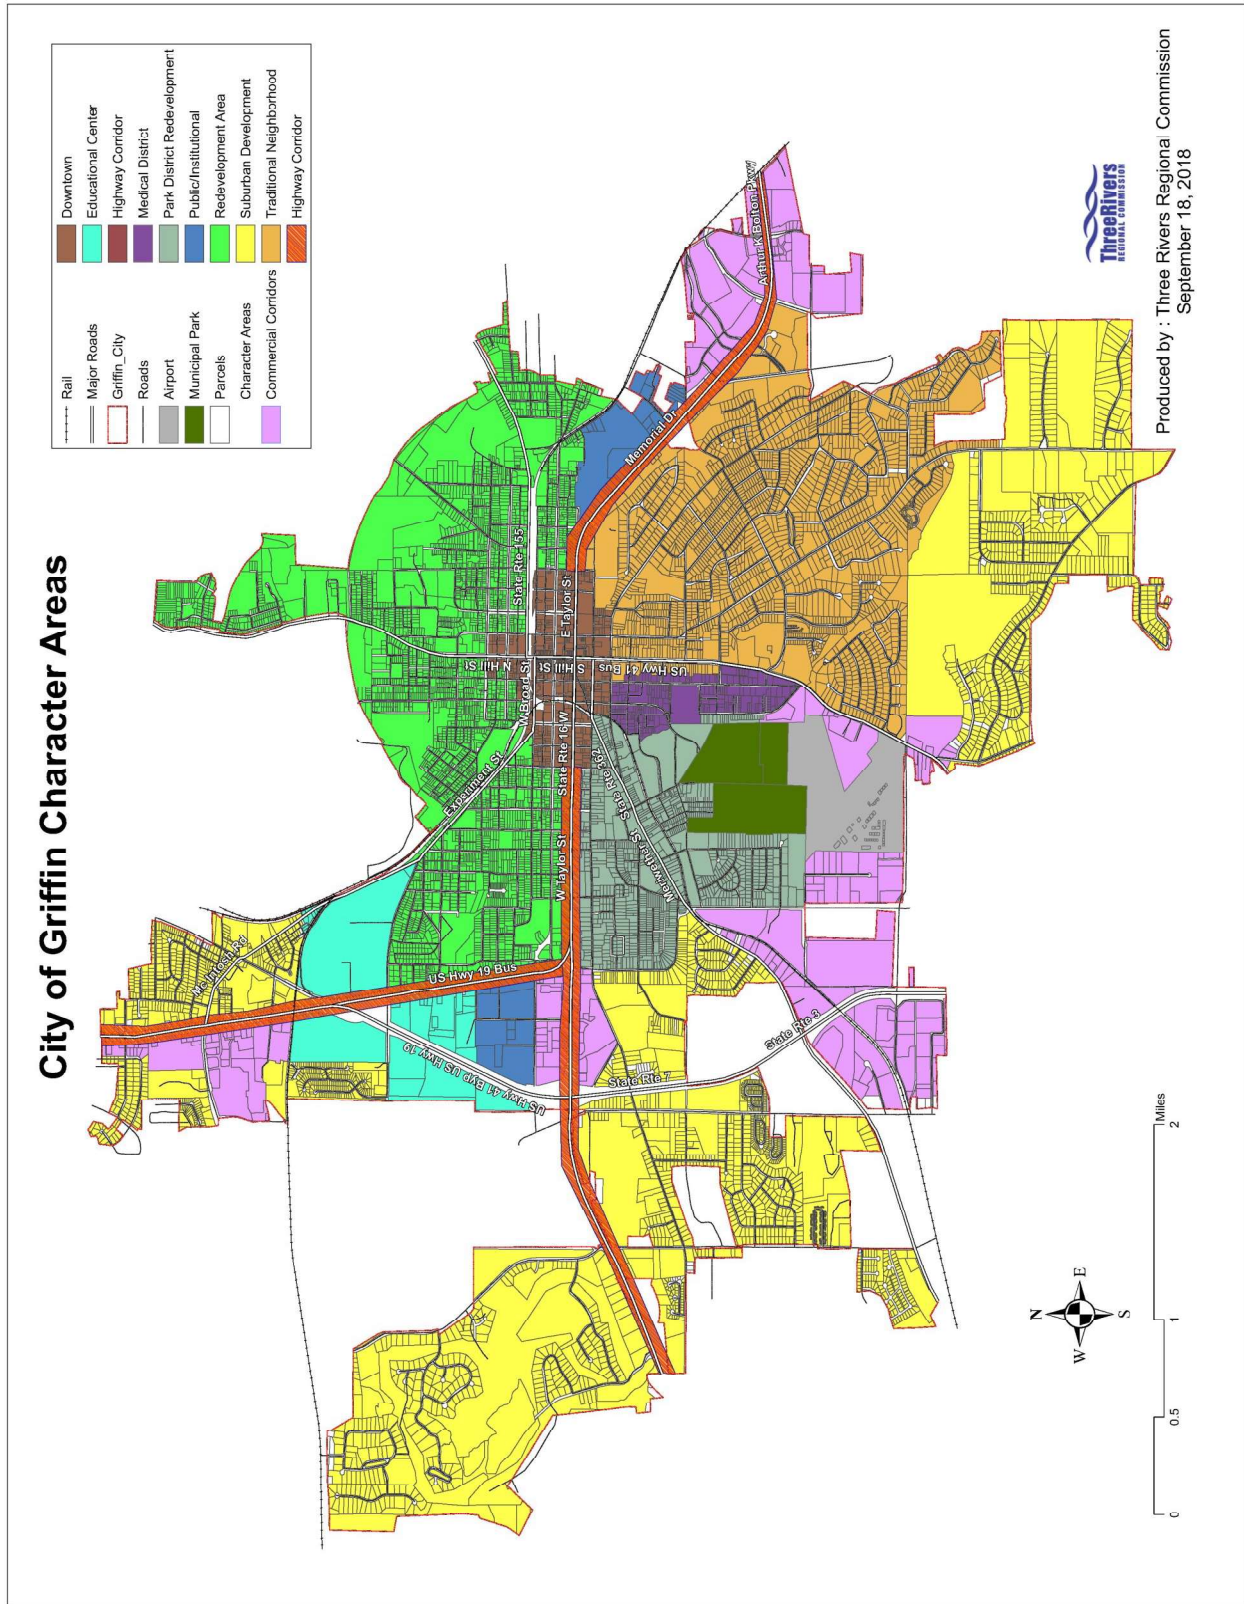 City of Griffin Character Areas
Rail
Major Roads
Griffin_City
Roads
Airport
Municipal Park
Parcels
Character Areas
Commercial Corridors
Downtown
Educational Center
Highway Corridor
Medical District
Park District Redevelopment
Public/Institutional
Redevelopment Area
Suburban Development
Traditional Neighborhood
Highway Corridor
Mc Intosh Rd
US Hwy 19 Bus
US Hwy 41 Byp US Hwy 19
Experiment St
W Broad St
N Hill St
S Hill St
State Rte 155
E Taylor St
State Rte 16 W
W Taylor St
State Rte 362
Meriwether St
US Hwy 41 Bus
Memorial Dr
Arthur K Bolton Pkwy
State Rte 7
State Rte 3
N
W
E
S
0
0.5
1
2
Miles
ThreeRivers
REGIONAL COMMISSION
Produced by : Three Rivers Regional Commission
September 18, 2018